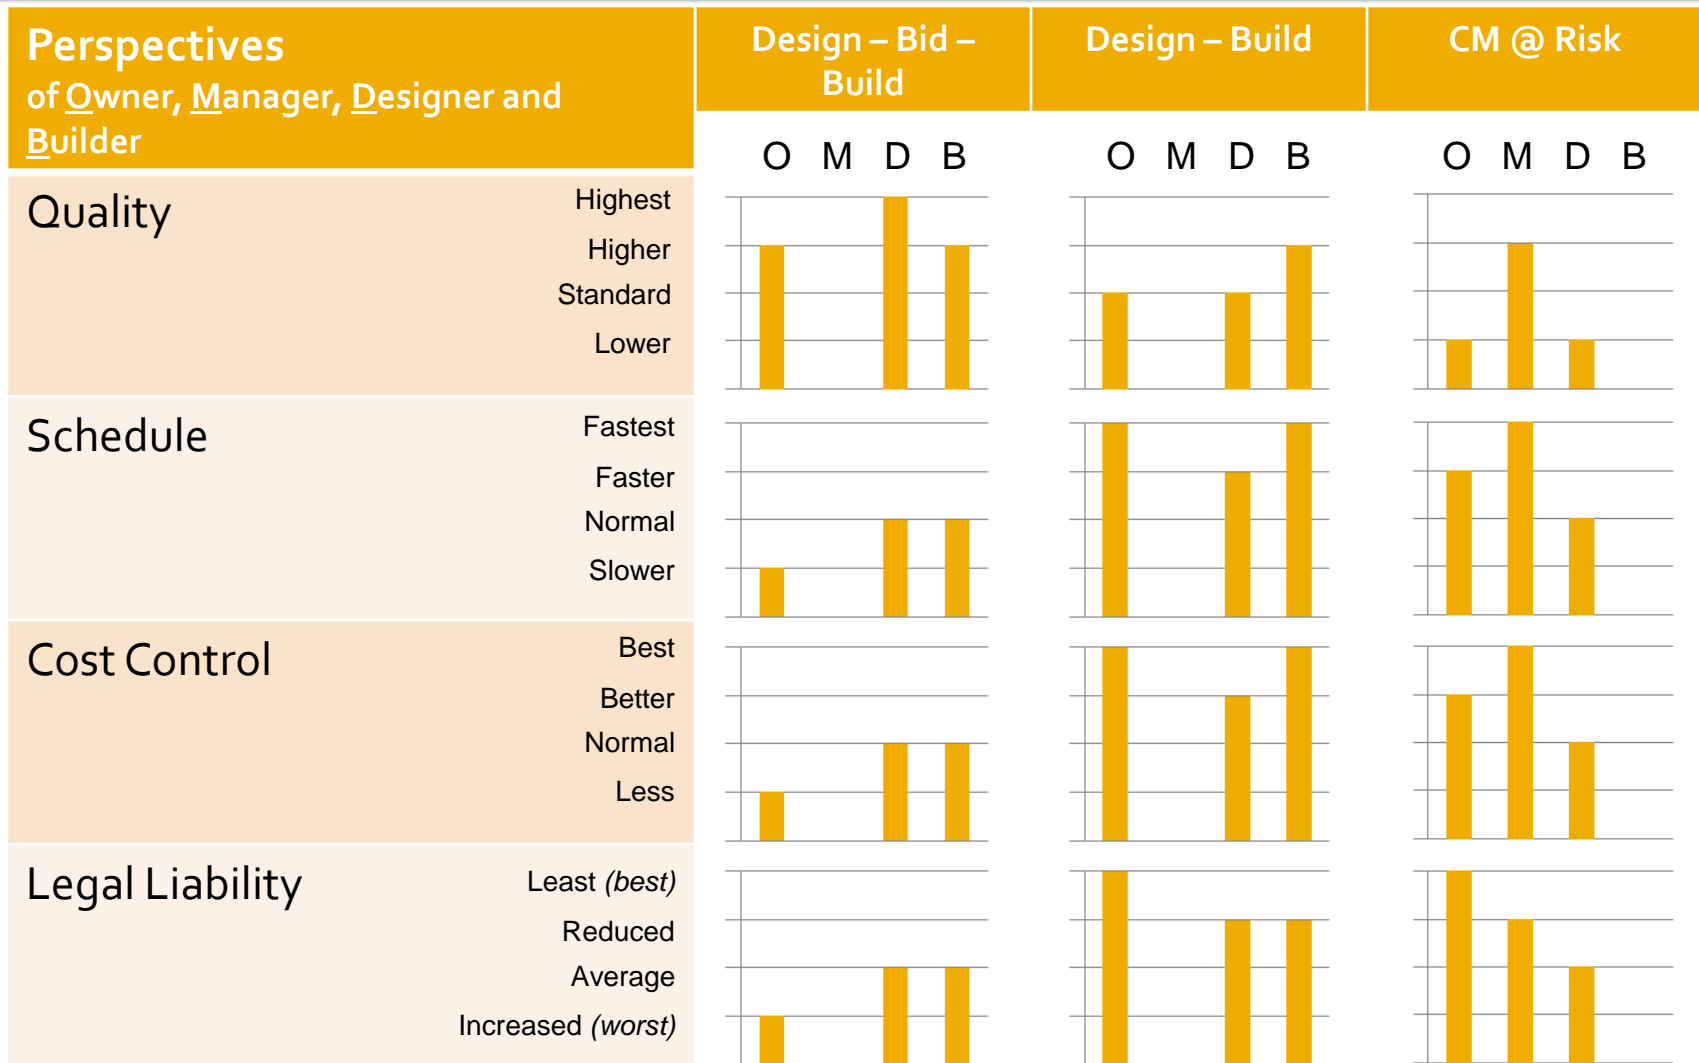 Perspectives
of Owner, Manager, Designer and
Builder
Design – Bid –
Build
Design – Build
CM @ Risk
O M D B
O M D B
O M D B
Quality
Highest
Higher
Standard
Lower
Schedule
Fastest
Faster
Normal
Slower
Cost Control
Best
Better
Normal
Less
Legal Liability
Least (best)
Reduced
Average
Increased (worst)